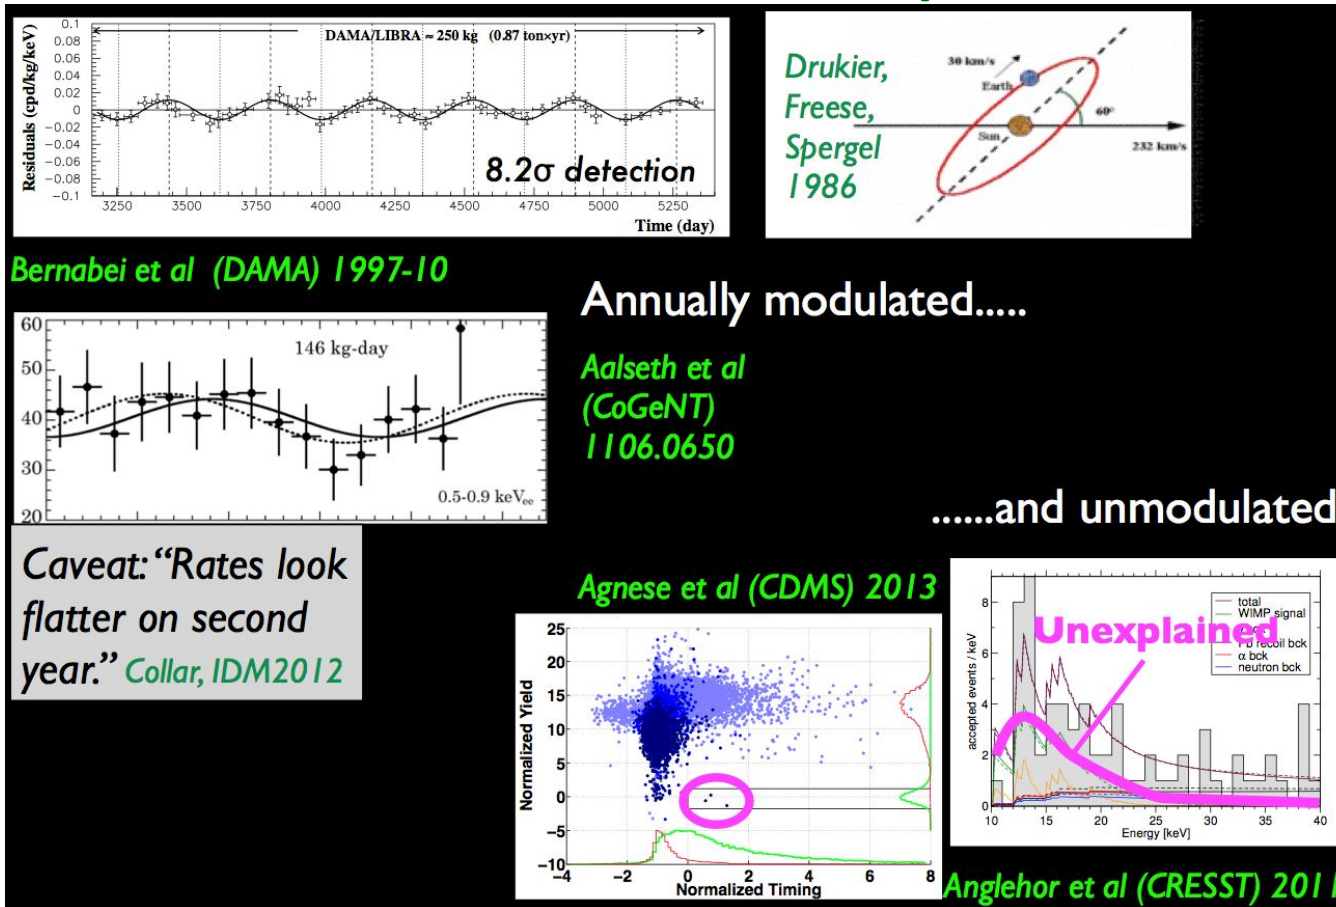 0.1
0.08
0.06
0.04
0.02
0
-0.02
-0.04
-0.06
-0.08
-0.1
Residuals (cpd/kg/keV)
DAMA/LIBRA ≈ 250 kg (0.87 ton×yr)
8.2σ detection
3250 3500 3750 4000 4250 4500 4750 5000 5250
Time (day)
Drukier,
Freese,
Spergel
1986
30 km/s
Earth
60°
Sun
232 km/s
Bernabei et al (DAMA) 1997-10
Annually modulated.....
60
50
40
30
20
146 kg-day
0.5-0.9 keVee
Aalseth et al
(CoGeNT)
1106.0650
......and unmodulated
Caveat: “Rates look
flatter on second
year.” Collar, IDM2012
Agnese et al (CDMS) 2013
25
20
15
10
5
0
−5
−10
Normalized Yield
−4 −2 0 2 4 6 8
Normalized Timing
8
6
4
2
0
accepted events / keV
total
WIMP signal
recoil bck
α bck
neutron bck
Unexplained
10 15 20 25 30 35 40
Energy [keV]
Anglehor et al (CRESST) 2011